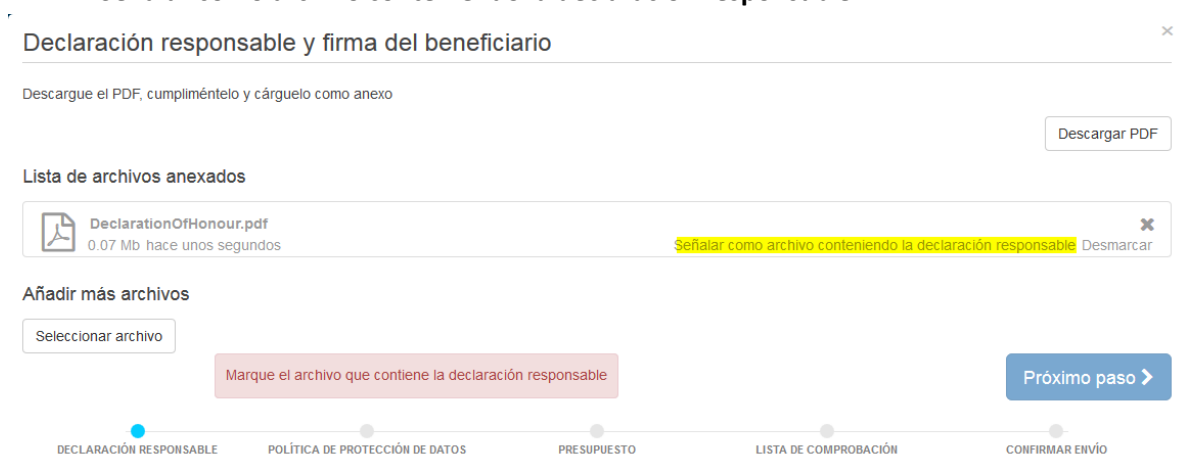 Declaración responsable y firma del beneficiario
Descargue el PDF, cumpliméntelo y cárguelo como anexo
Descargar PDF
Lista de archivos anexados
DeclarationOfHonour.pdf
0.07 Mb hace unos segundos
Señalar como archivo conteniendo la declaración responsable Desmarcar
Añadir más archivos
Seleccionar archivo
Marque el archivo que contiene la declaración responsable
Próximo paso
DECLARACIÓN RESPONSABLE POLÍTICA DE PROTECCIÓN DE DATOS PRESUPUESTO LISTA DE COMPROBACIÓN CONFIRMAR ENVÍO